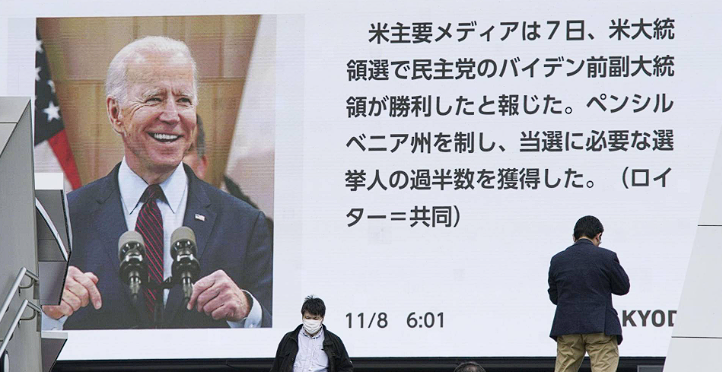 米主要メディアは７日、米大統
領選で民主党のバイデン前副大統
領が勝利したと報じた。ペンシル
ベニア州を制し、当選に必要な選
挙人の過半数を獲得した。（ロイ
ター＝共同）
11/8 6:01
KYOD